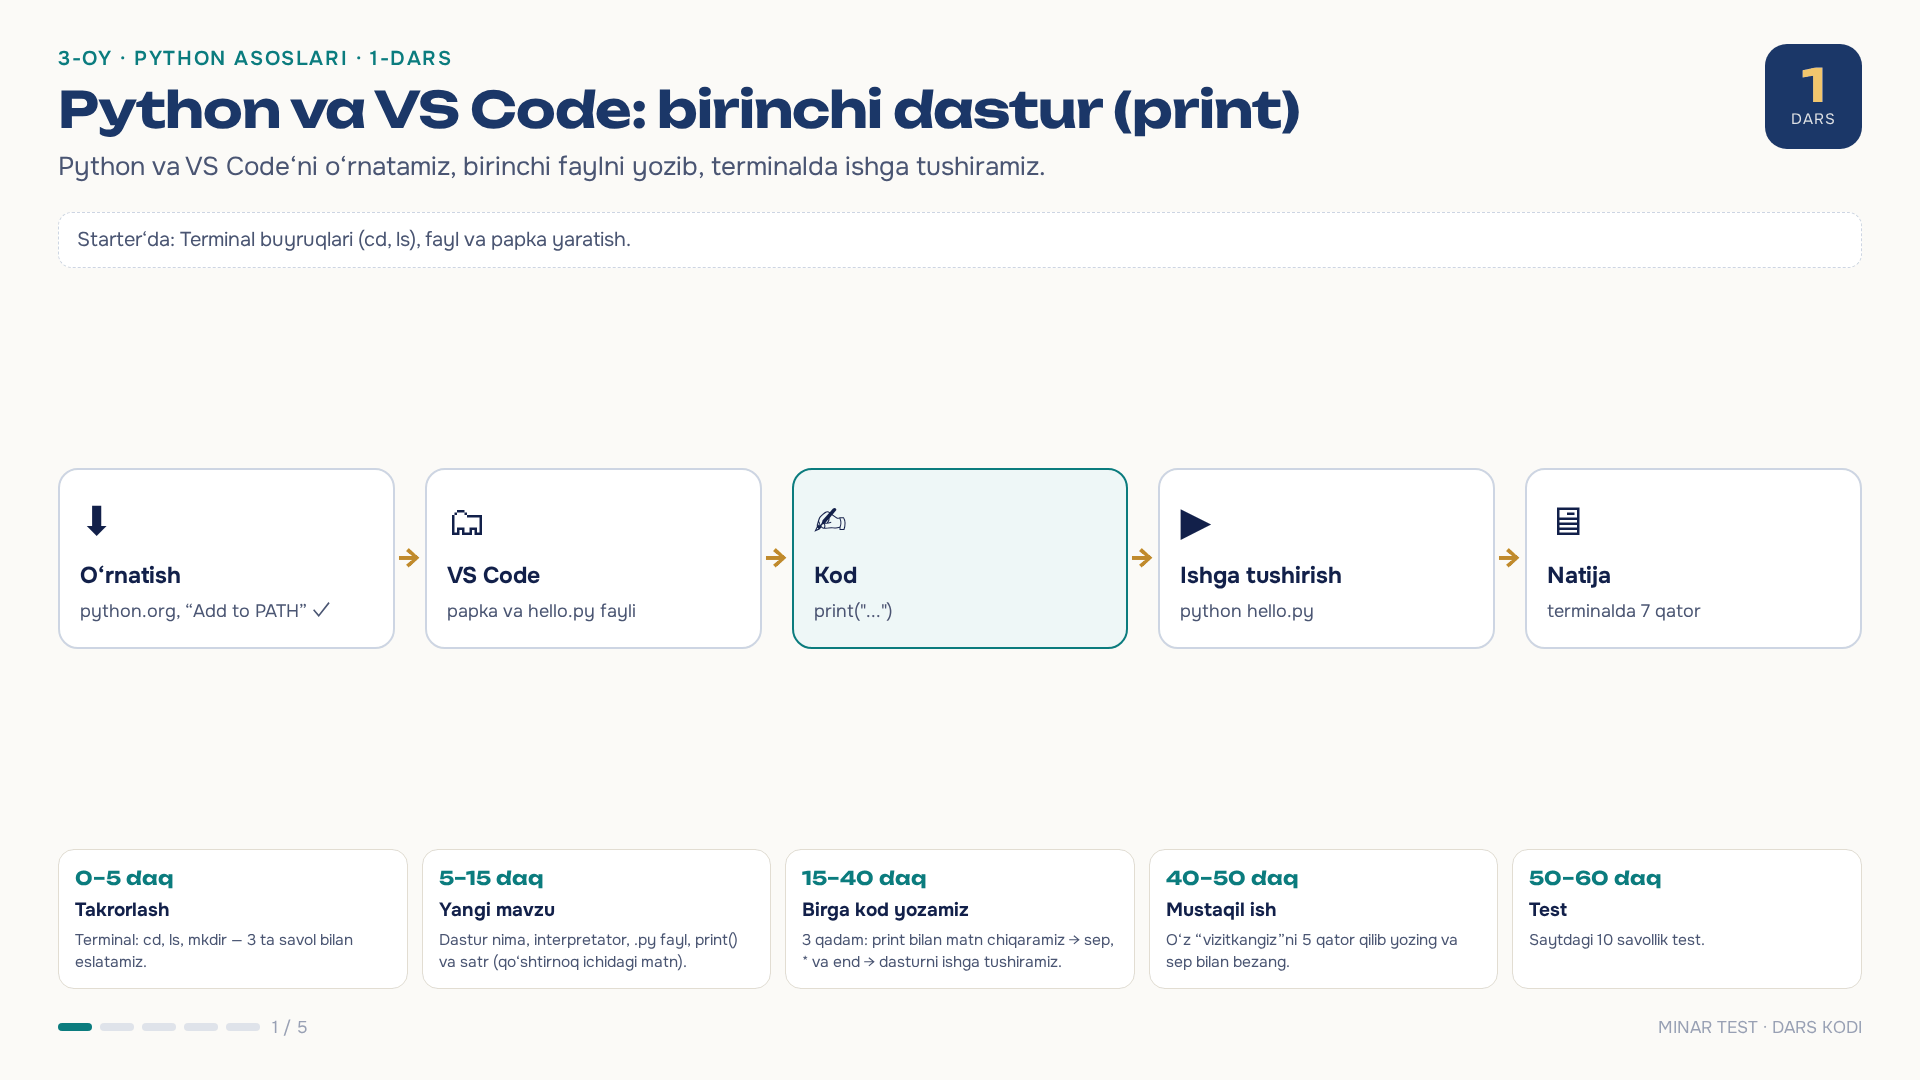 3-OY · PYTHON ASOSLARI · 1-DARS
Python va VS Code: birinchi dastur (print)
Python va VS Code‘ni o‘rnatamiz, birinchi faylni yozib, terminalda ishga tushiramiz.
1
DARS
Starter‘da: Terminal buyruqlari (cd, ls), fayl va papka yaratish.
O‘rnatish
python.org, “Add to PATH” ✓
→
VS Code
papka va hello.py fayli
→
Kod
print("...")
→
Ishga tushirish
python hello.py
→
Natija
terminalda 7 qator
0–5 daq
Takrorlash
Terminal: cd, ls, mkdir — 3 ta savol bilan
eslatamiz.
5–15 daq
Yangi mavzu
Dastur nima, interpretator, .py fayl, print()
va satr (qo‘shtirnoq ichidagi matn).
15–40 daq
Birga kod yozamiz
3 qadam: print bilan matn chiqaramiz → sep,
* va end → dasturni ishga tushiramiz.
40–50 daq
Mustaqil ish
O‘z “vizitkangiz”ni 5 qator qilib yozing va
sep bilan bezang.
50–60 daq
Test
Saytdagi 10 savollik test.
1 / 5
MINAR TEST · DARS KODI